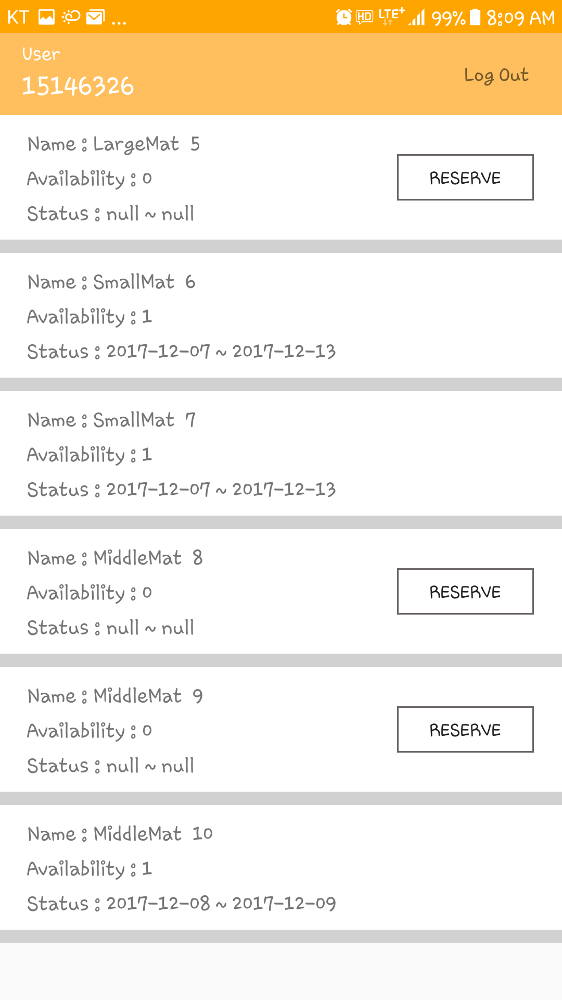 KT ... HD LTE+ 99% 8:09 AM
User
15146326
Log Out
Name : LargeMat 5
Availability : 0
Status : null ~ null
RESERVE
Name : SmallMat 6
Availability : 1
Status : 2017-12-07 ~ 2017-12-13
Name : SmallMat 7
Availability : 1
Status : 2017-12-07 ~ 2017-12-13
Name : MiddleMat 8
Availability : 0
Status : null ~ null
RESERVE
Name : MiddleMat 9
Availability : 0
Status : null ~ null
RESERVE
Name : MiddleMat 10
Availability : 1
Status : 2017-12-08 ~ 2017-12-09